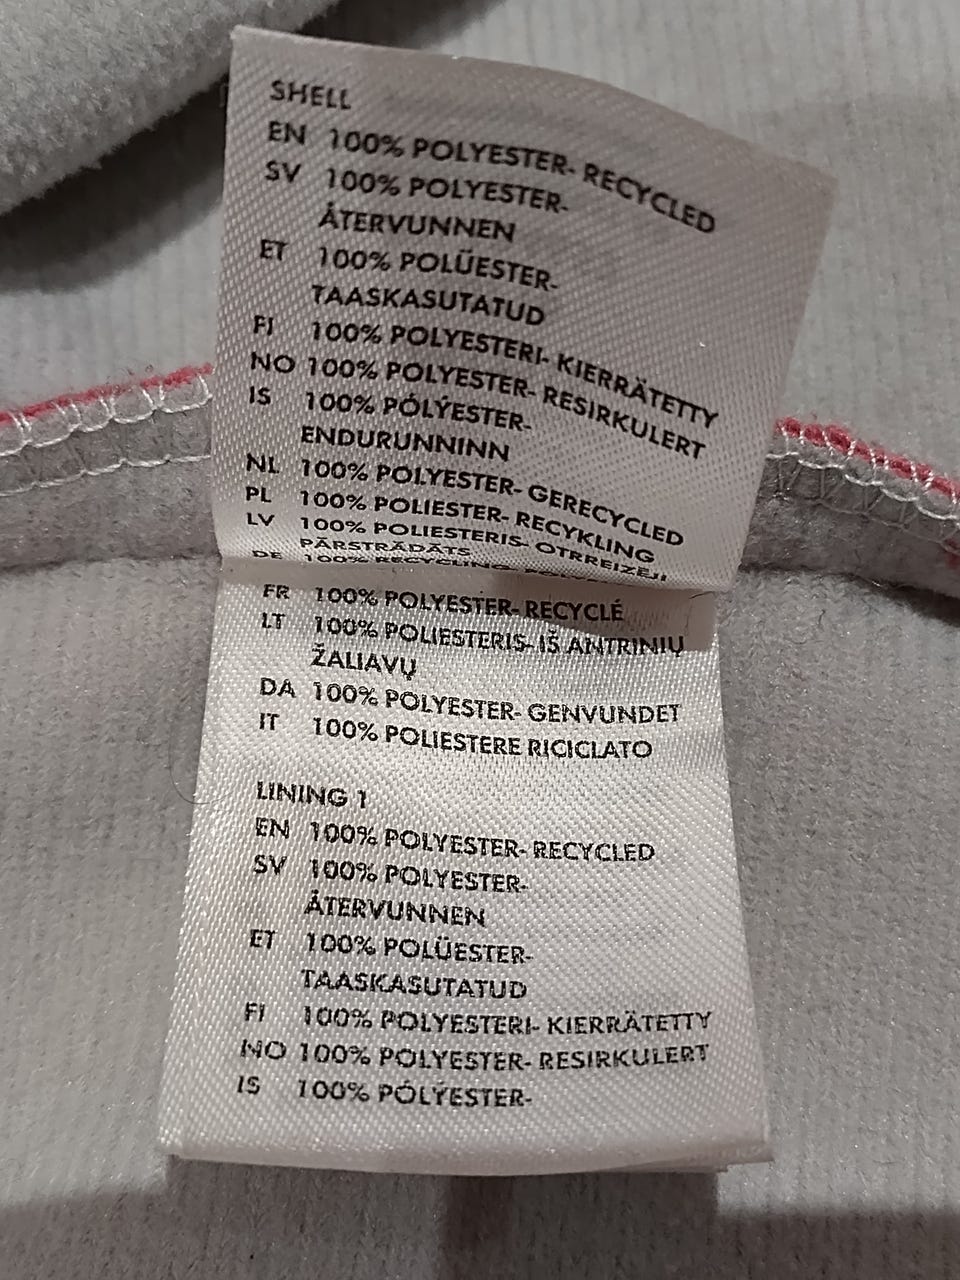 SHELL
EN 100% POLYESTER- RECYCLED
SV 100% POLYESTER-
ÅTERVUNNEN
ET 100% POLÜESTER-
TAASKASUTATUD
FI 100% POLYESTERI- KIERRÄTETTY
NO 100% POLYESTER- RESIRKULERT
IS 100% PÓLÝESTER-
ENDURUNNINN
NL 100% POLYESTER- GERECYCLED
PL 100% POLIESTER- RECYKLING
LV 100% POLIESTERIS- OTRREIZĒJI
PĀRSTRĀDĀTS
DE 100% RECYCLING-
FR 100% POLYESTER- RECYCLÉ
LT 100% POLIESTERIS- IŠ ANTRINIŲ
ŽALIAVŲ
DA 100% POLYESTER- GENVUNDET
IT 100% POLIESTERE RICICLATO
LINING 1
EN 100% POLYESTER- RECYCLED
SV 100% POLYESTER-
ÅTERVUNNEN
ET 100% POLÜESTER-
TAASKASUTATUD
FI 100% POLYESTERI- KIERRÄTETTY
NO 100% POLYESTER- RESIRKULERT
IS 100% PÓLÝESTER-